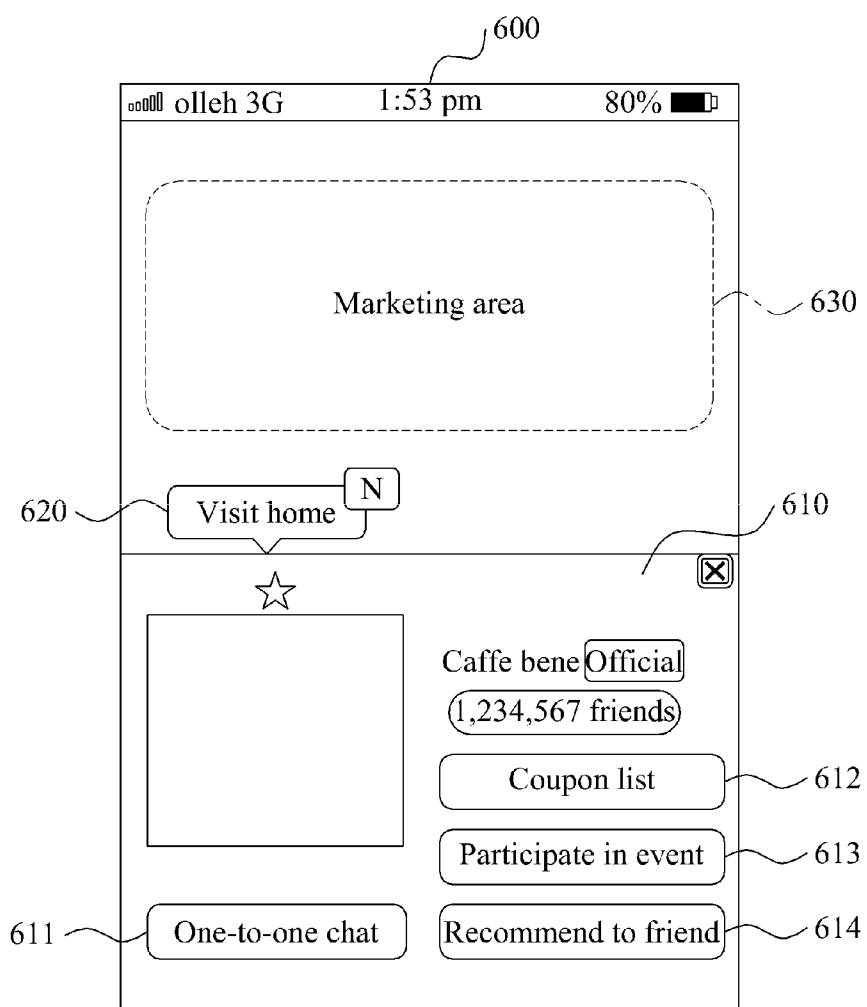 600
olleh 3G 1:53 pm 80%
Marketing area
630
N
620 Visit home
610
Caffe bene Official
1,234,567 friends
Coupon list 612
Participate in event 613
611 One-to-one chat Recommend to friend 614